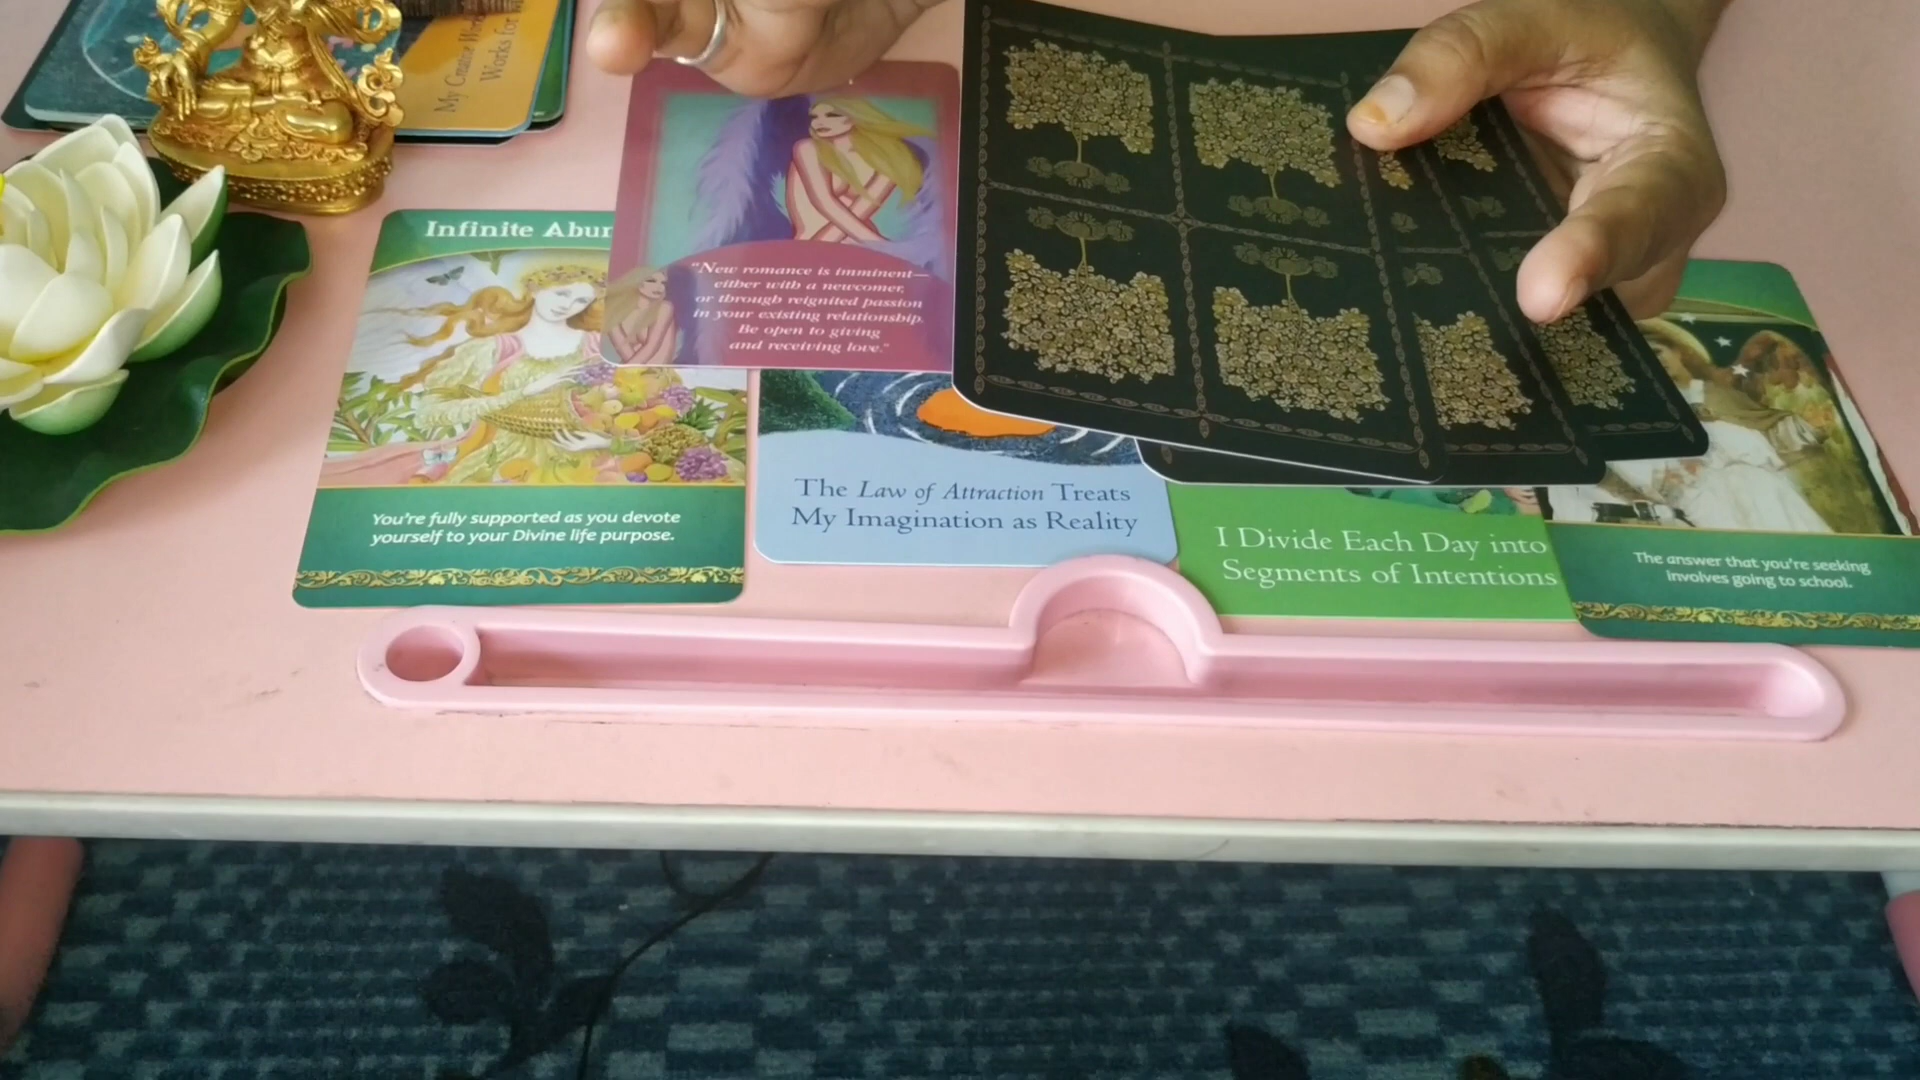 My Creative Work
Works for
Infinite Abun
"New romance is imminent—
either with a newcomer,
or through reignited passion
in your existing relationship.
Be open to giving
and receiving love."
You're fully supported as you devote
yourself to your Divine life purpose.
The Law of Attraction Treats
My Imagination as Reality
I Divide Each Day into
Segments of Intentions
The answer that you're seeking
involves going to school.